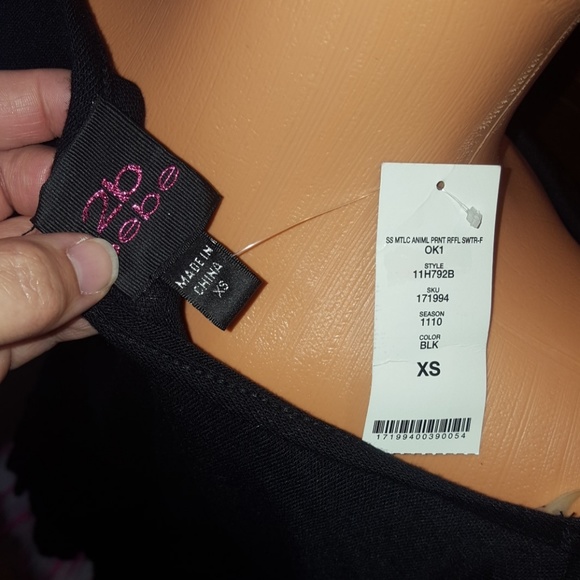 2b
bebe
MADE IN
CHINA
XS
SS MTLC ANIML PRNT RFFL SWTR-F
OK1
STYLE
11H792B
SKU
171994
SEASON
1110
COLOR
BLK
XS
17199400390054